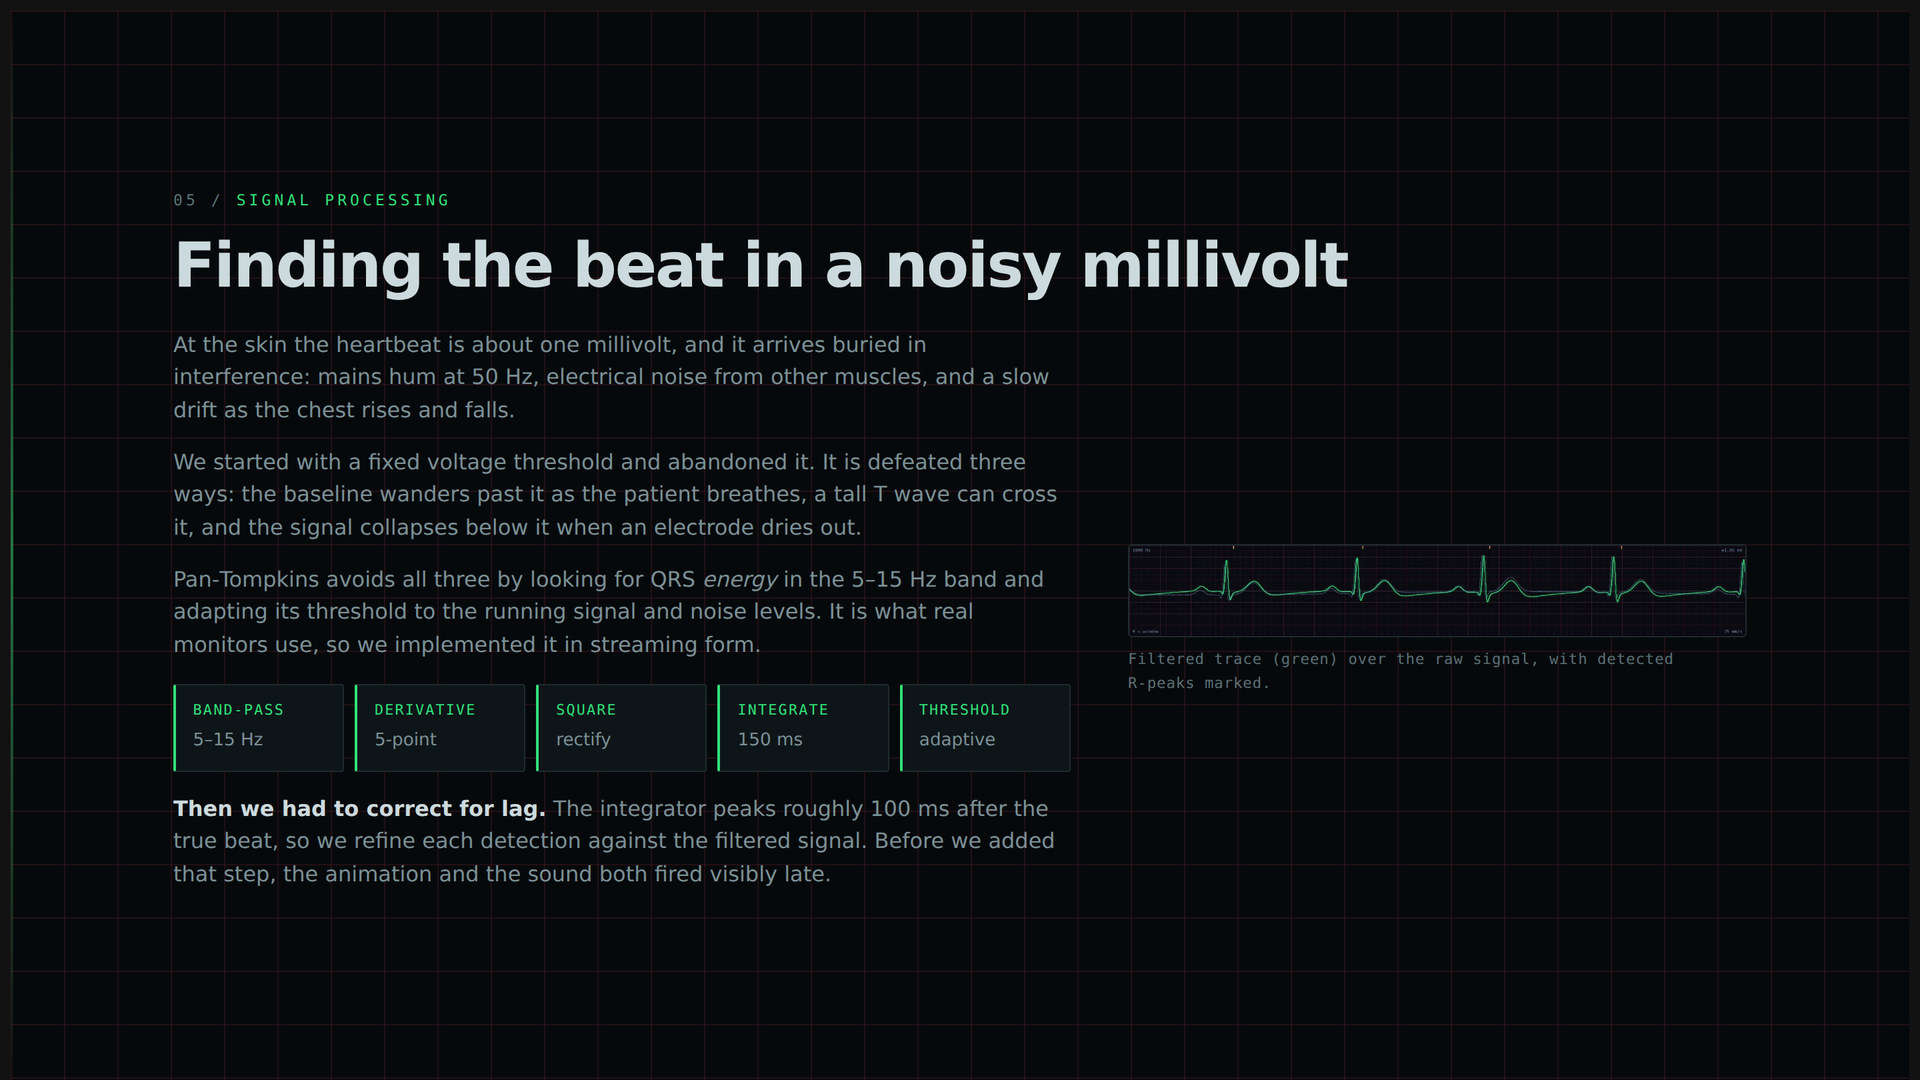 05 / SIGNAL PROCESSING
Finding the beat in a noisy millivolt
At the skin the heartbeat is about one millivolt, and it arrives buried in
interference: mains hum at 50 Hz, electrical noise from other muscles, and a slow
drift as the chest rises and falls.
We started with a fixed voltage threshold and abandoned it. It is defeated three
ways: the baseline wanders past it as the patient breathes, a tall T wave can cross
it, and the signal collapses below it when an electrode dries out.
Pan-Tompkins avoids all three by looking for QRS energy in the 5–15 Hz band and
adapting its threshold to the running signal and noise levels. It is what real
monitors use, so we implemented it in streaming form.
BAND-PASS
5–15 Hz
DERIVATIVE
5-point
SQUARE
rectify
INTEGRATE
150 ms
THRESHOLD
adaptive
Then we had to correct for lag. The integrator peaks roughly 100 ms after the
true beat, so we refine each detection against the filtered signal. Before we added
that step, the animation and the sound both fired visibly late.
Filtered trace (green) over the raw signal, with detected
R-peaks marked.